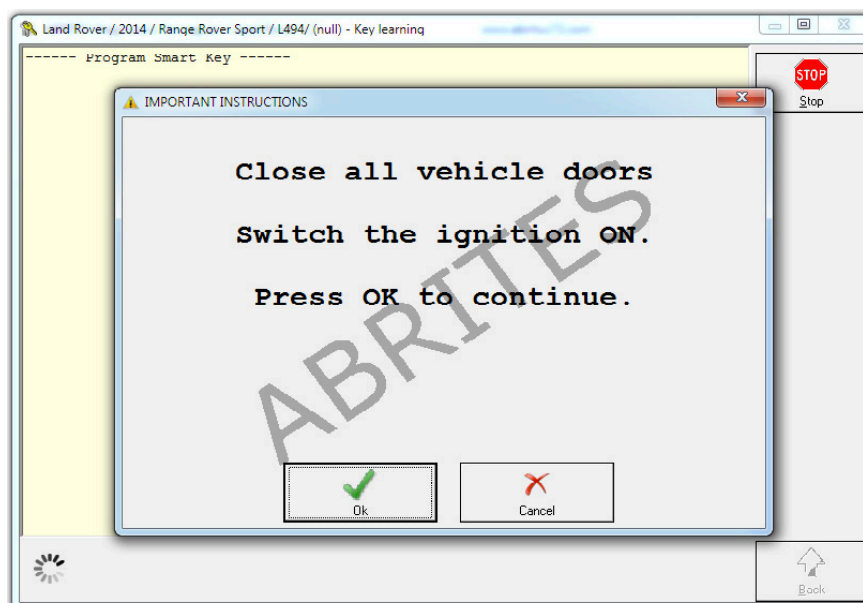 Land Rover / 2014 / Range Rover Sport / L494/ (null) - Key learning
------ Program Smart Key ------
STOP
Stop
IMPORTANT INSTRUCTIONS
Close all vehicle doors
Switch the ignition ON.
Press OK to continue.
ABRITES
Ok
Cancel
Back